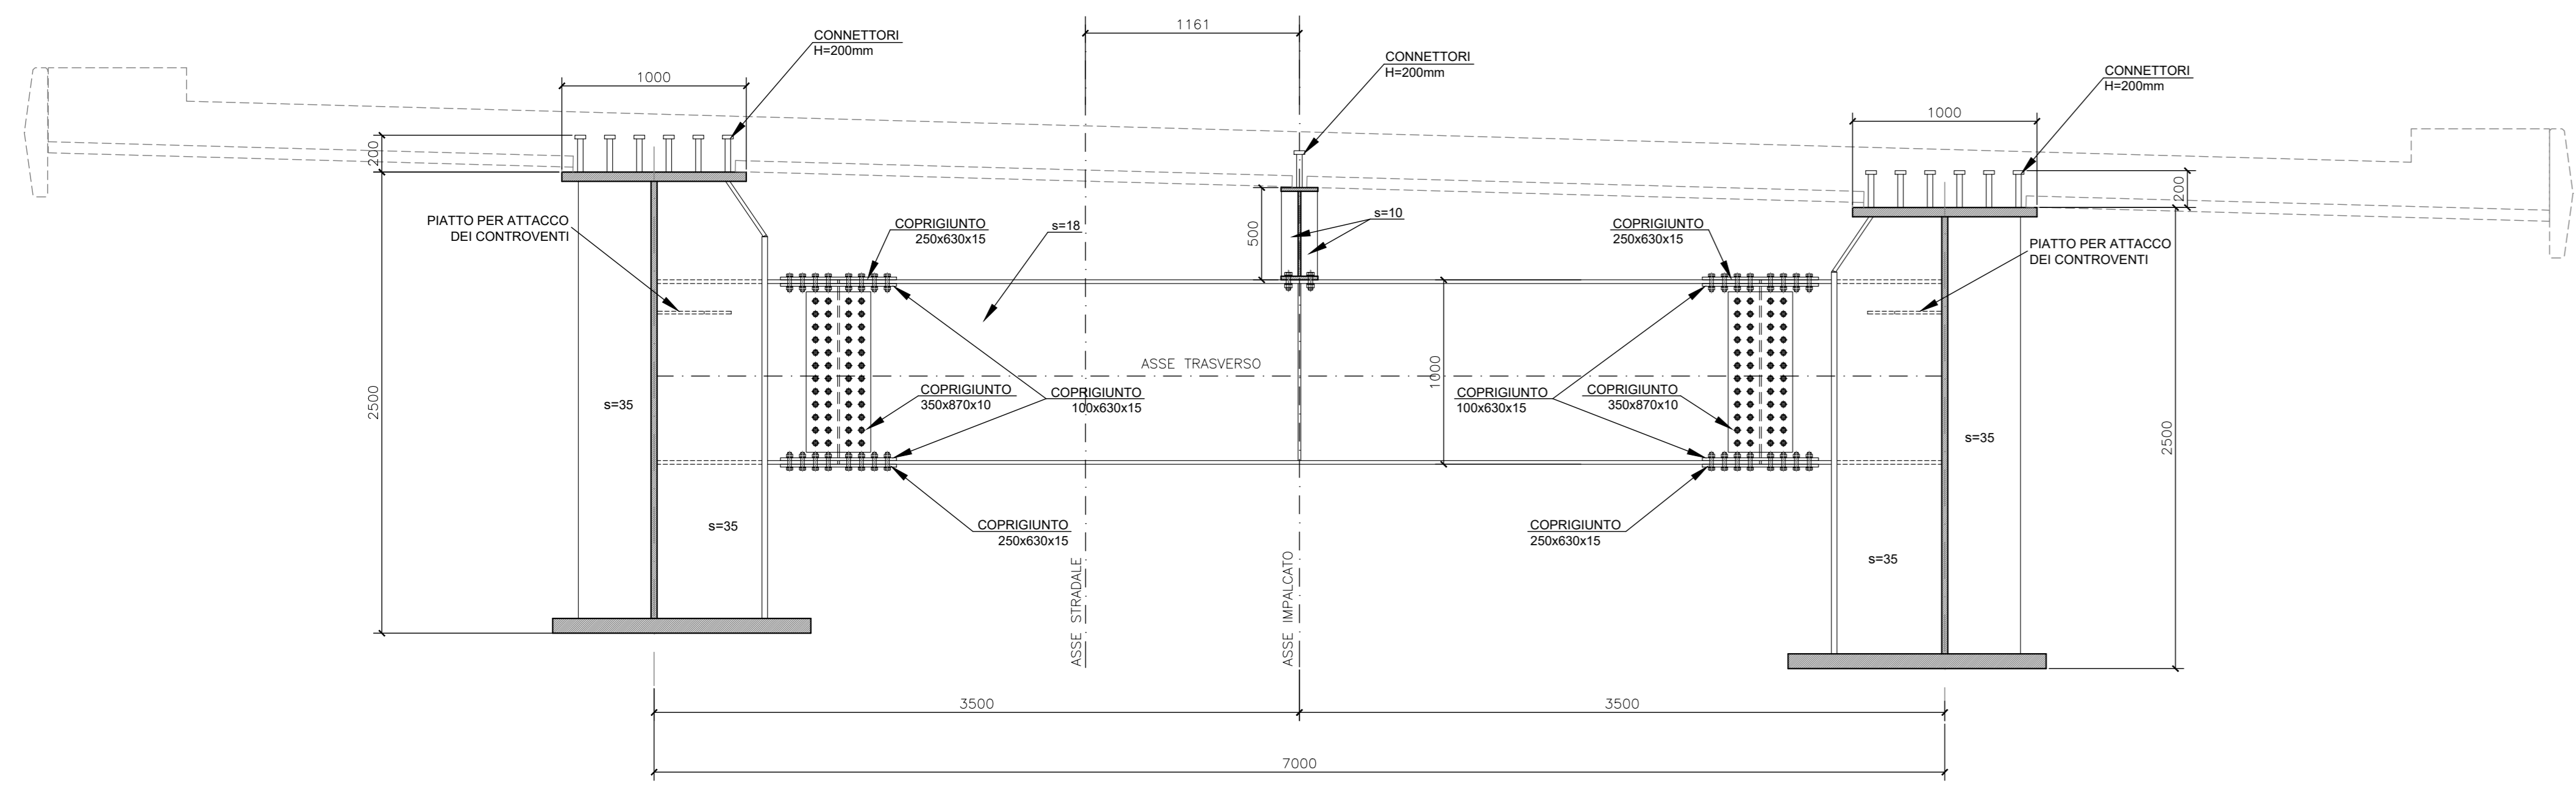 1161
CONNETTORI
H=200mm
CONNETTORI
H=200mm
CONNETTORI
H=200mm
1000
1000
200
200
PIATTO PER ATTACCO
DEI CONTROVENTI
COPRIGIUNTO
250x630x15
s=18
500
s=10
COPRIGIUNTO
250x630x15
PIATTO PER ATTACCO
DEI CONTROVENTI
ASSE TRASVERSO
1000
2500
s=35
COPRIGIUNTO
350x870x10
COPRIGIUNTO
100x630x15
COPRIGIUNTO
100x630x15
COPRIGIUNTO
350x870x10
s=35
2500
s=35
COPRIGIUNTO
250x630x15
COPRIGIUNTO
250x630x15
s=35
ASSE STRADALE
ASSE IMPALCATO
3500
3500
7000